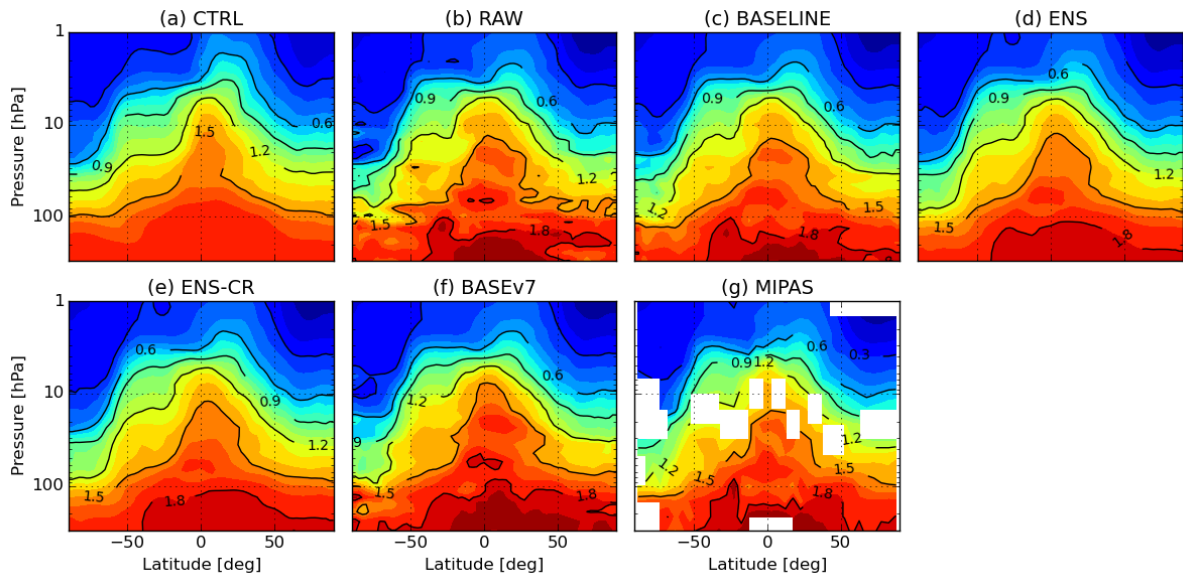 (a) CTRL (b) RAW (c) BASELINE (d) ENS
1
10
100
Pressure [hPa]
0.9 1.5 1.2 0.6
0.9 0.6 1.2 1.5 1.8
0.9 0.6 1.2 1.5 1.8
0.9 0.6 1.2 1.5 1.8
(e) ENS-CR (f) BASEv7 (g) MIPAS
1
10
100
Pressure [hPa]
0.6 0.9 1.2 1.5 1.8
0.9 0.6 1.2 1.5 1.8
0.9 1.2 0.6 0.3 1.2 1.2 1.5 1.5 1.8
−50 0 50 −50 0 50 −50 0 50
Latitude [deg] Latitude [deg] Latitude [deg]